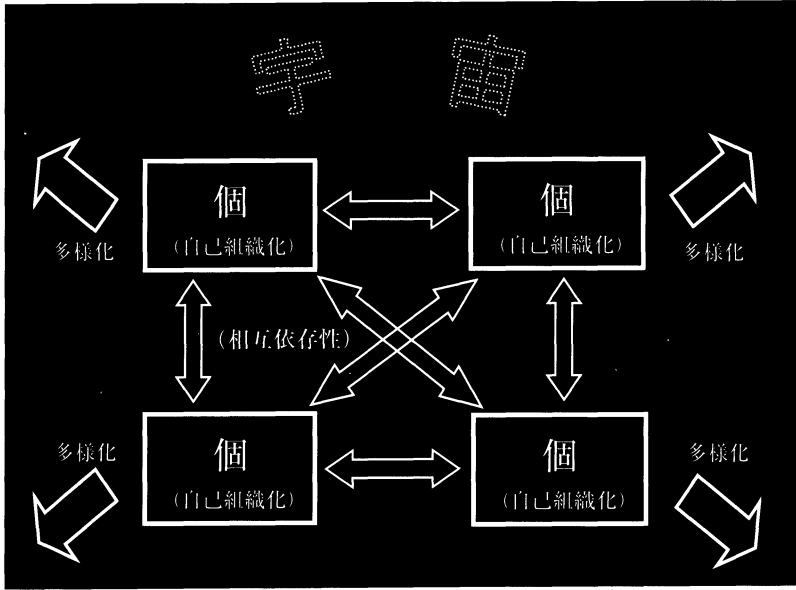 宇宙
個
(自己組織化)
個
(自己組織化)
多様化
多様化
(相互依存性)
多様化
多様化
個
(自己組織化)
個
(自己組織化)